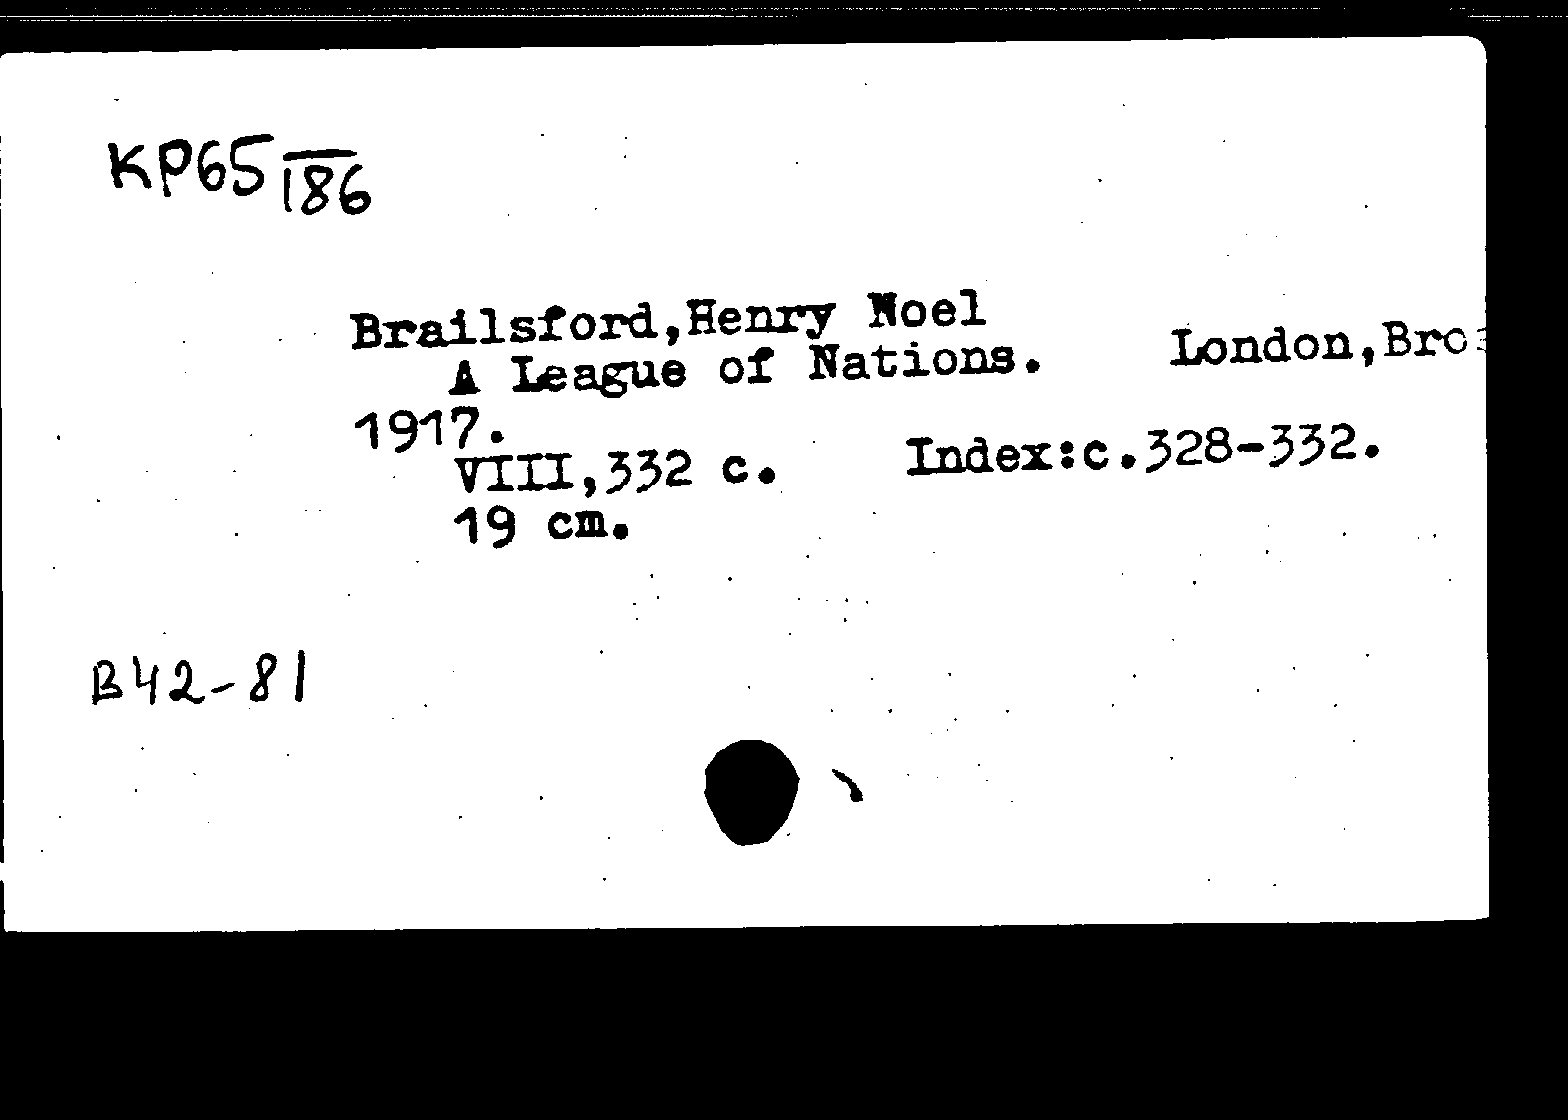 KP65 186
Brailsford,Henry Noel
A League of Nations. London,Bro
1917.
VIII,332 c. Index:c.328-332.
19 cm.
B42-81